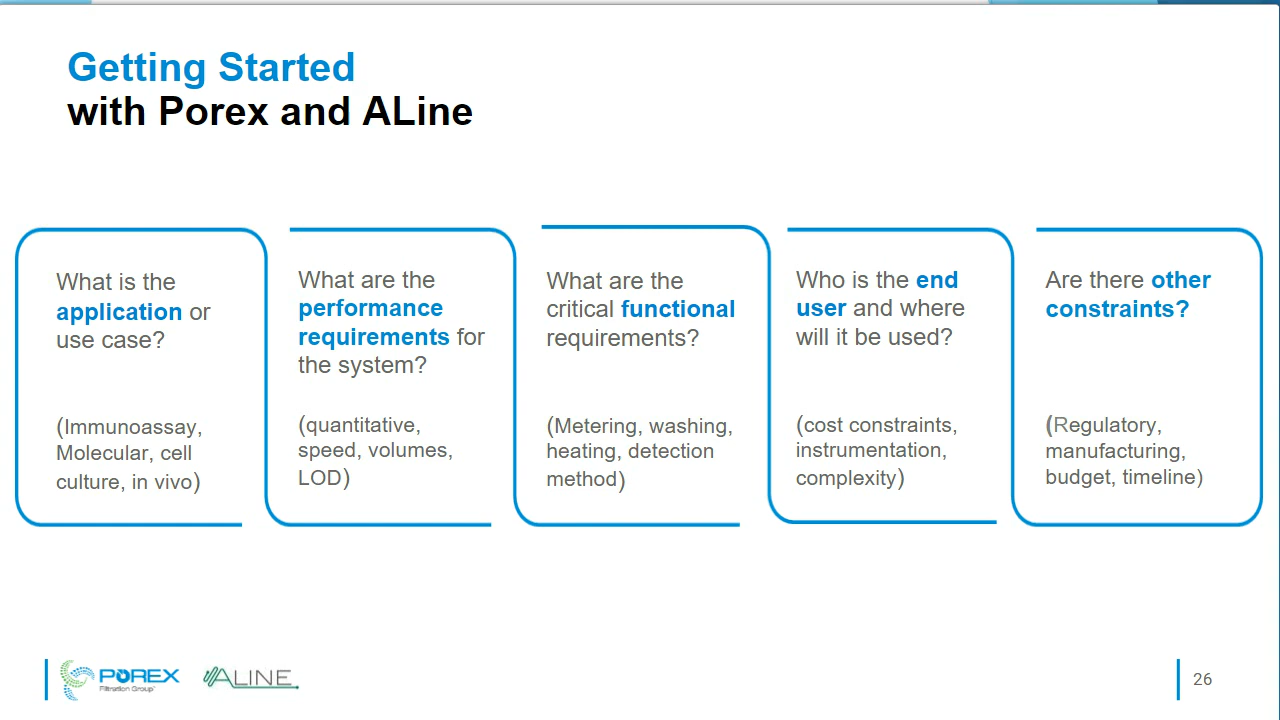 Getting Started
with Porex and ALine
What is the
application or
use case?
(Immunoassay,
Molecular, cell
culture, in vivo)
What are the
performance
requirements for
the system?
(quantitative,
speed, volumes,
LOD)
What are the
critical functional
requirements?
(Metering, washing,
heating, detection
method)
Who is the end
user and where
will it be used?
(cost constraints,
instrumentation,
complexity)
Are there other
constraints?
(Regulatory,
manufacturing,
budget, timeline)
POREX
Filtration Group
ALINE
26